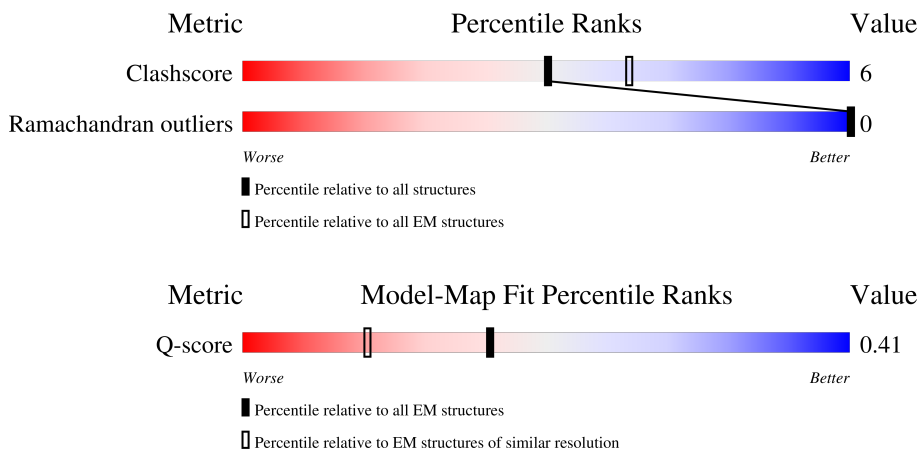 Metric Percentile Ranks Value
Clashscore 6
Ramachandran outliers 0
Worse Better
Percentile relative to all structures
Percentile relative to all EM structures
Metric Model-Map Fit Percentile Ranks Value
Q-score 0.41
Worse Better
Percentile relative to all EM structures
Percentile relative to EM structures of similar resolution